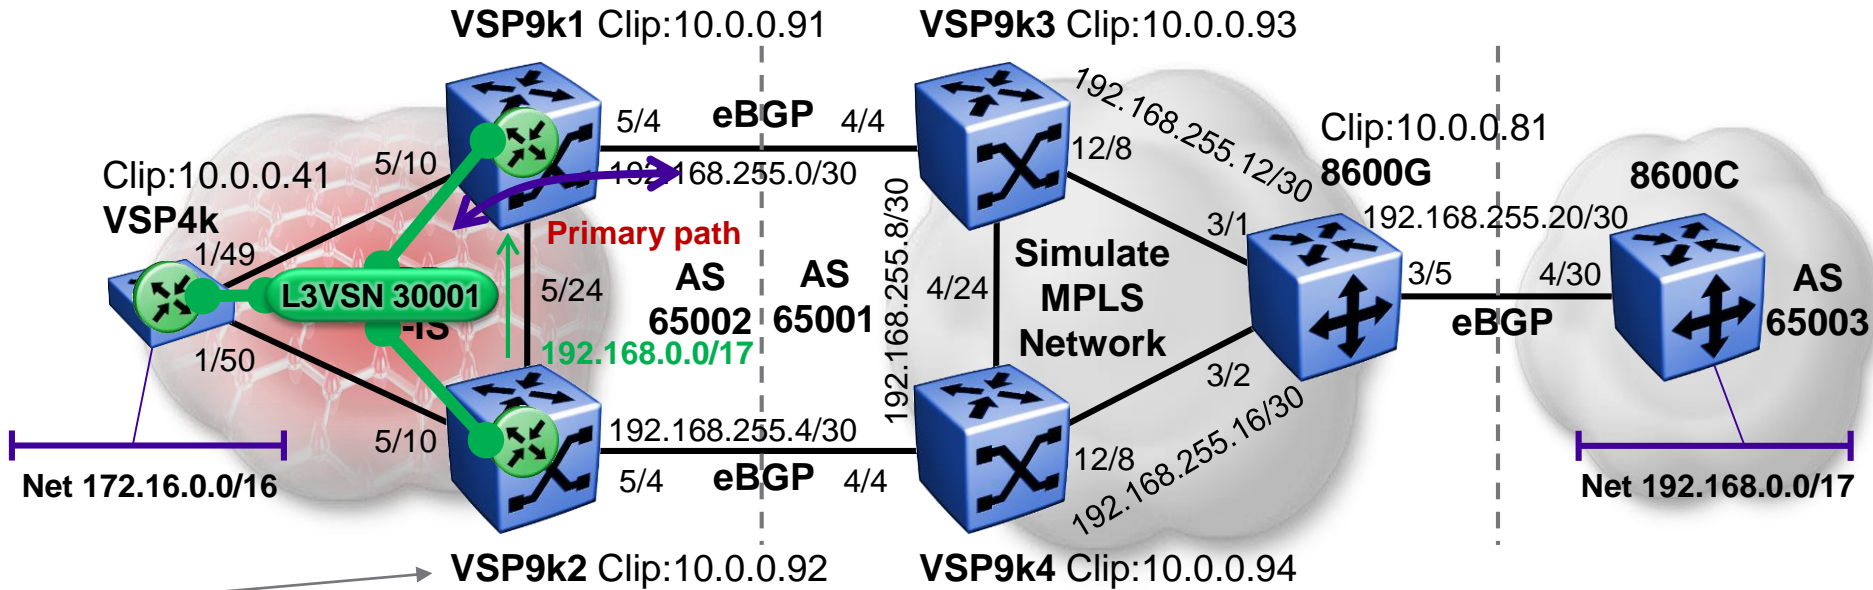 VSP9k1 Clip:10.0.0.91
VSP9k3 Clip:10.0.0.93
5/4
eBGP
4/4
192.168.255.0/30
5/10
Clip:10.0.0.41
VSP4k
1/49
Primary path
L3VSN 30001
-IS
5/24
AS
65002
AS
65001
192.168.0.0/17
1/50
5/10
Net 172.16.0.0/16
192.168.255.4/30
5/4
eBGP
4/4
192.168.255.8/30
4/24
Simulate
MPLS
Network
12/8
192.168.255.12/30
3/1
3/2
12/8
192.168.255.16/30
Clip:10.0.0.81
8600G
192.168.255.20/30
3/5
4/30
eBGP
8600C
AS
65003
Net 192.168.0.0/17
VSP9k2 Clip:10.0.0.92
VSP9k4 Clip:10.0.0.94